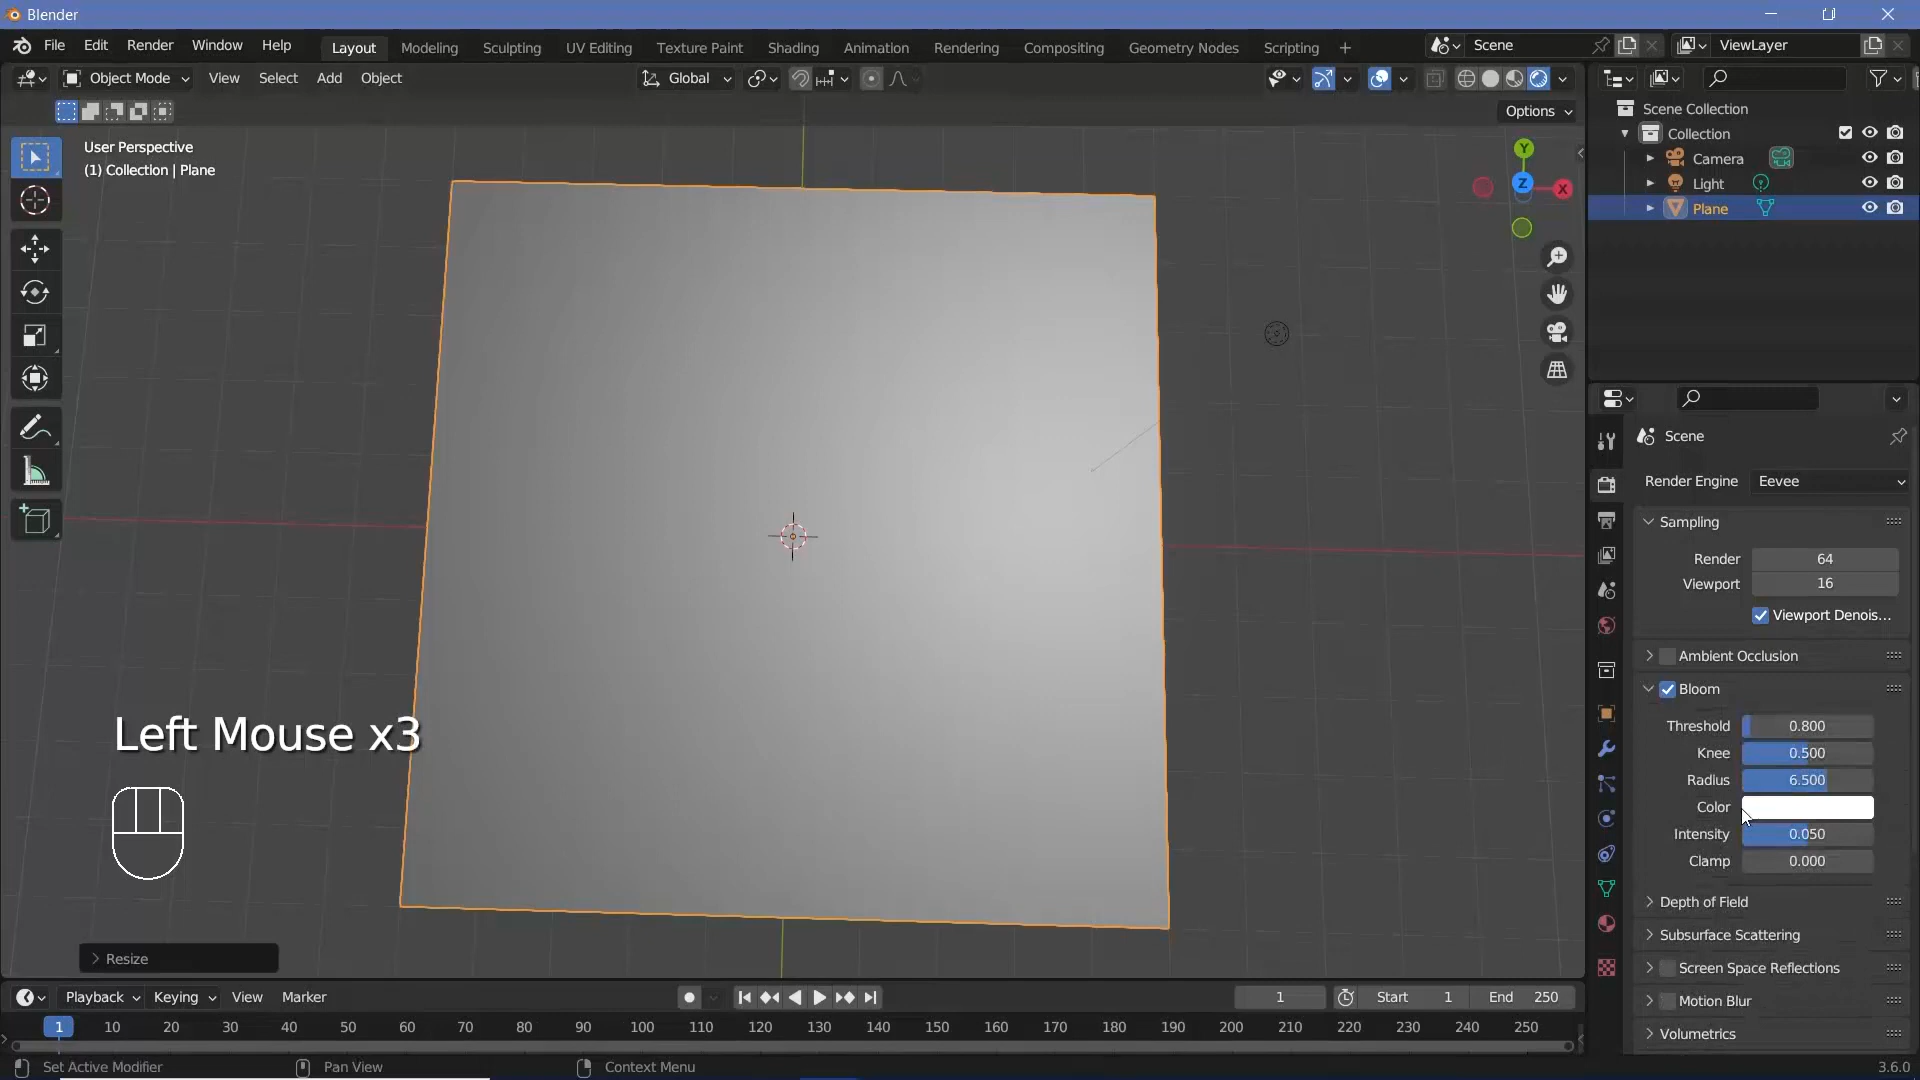 Blender
File Edit Render Window Help
Layout Modeling Sculpting UV Editing Texture Paint Shading Animation Rendering Compositing Geometry Nodes Scripting +
Scene
ViewLayer
Object Mode View Select Add Object
Global
Options
User Perspective
(1) Collection | Plane
Y
Z
X
Scene Collection
Collection
Camera
Light
Plane
Scene
Render Engine Eevee
Sampling
Render 64
Viewport 16
Viewport Denois...
Ambient Occlusion
Bloom
Threshold 0.800
Knee 0.500
Radius 6.500
Color
Intensity 0.050
Clamp 0.000
Depth of Field
Subsurface Scattering
Screen Space Reflections
Motion Blur
Volumetrics
Left Mouse x3
Resize
Playback Keying View Marker
1 Start 1 End 250
1 10 20 30 40 50 60 70 80 90 100 110 120 130 140 150 160 170 180 190 200 210 220 230 240 250
Set Active Modifier Pan View Context Menu 3.6.0